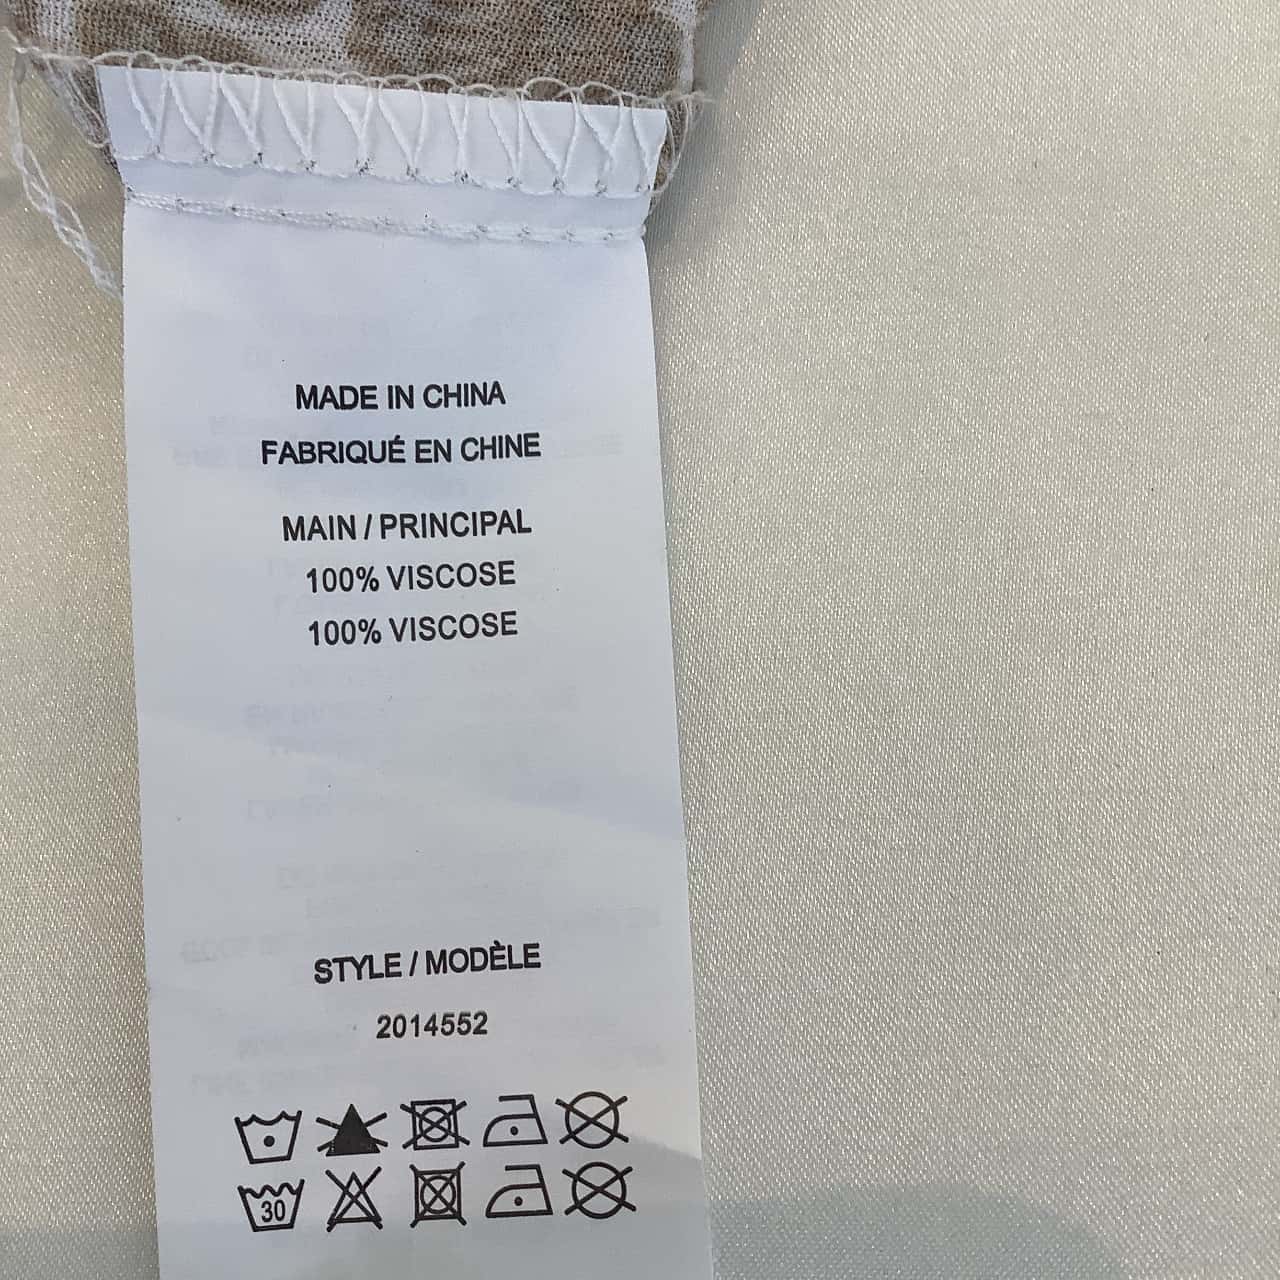 MADE IN CHINA
FABRIQUÉ EN CHINE
MAIN / PRINCIPAL
100% VISCOSE
100% VISCOSE
STYLE / MODÈLE
2014552
30